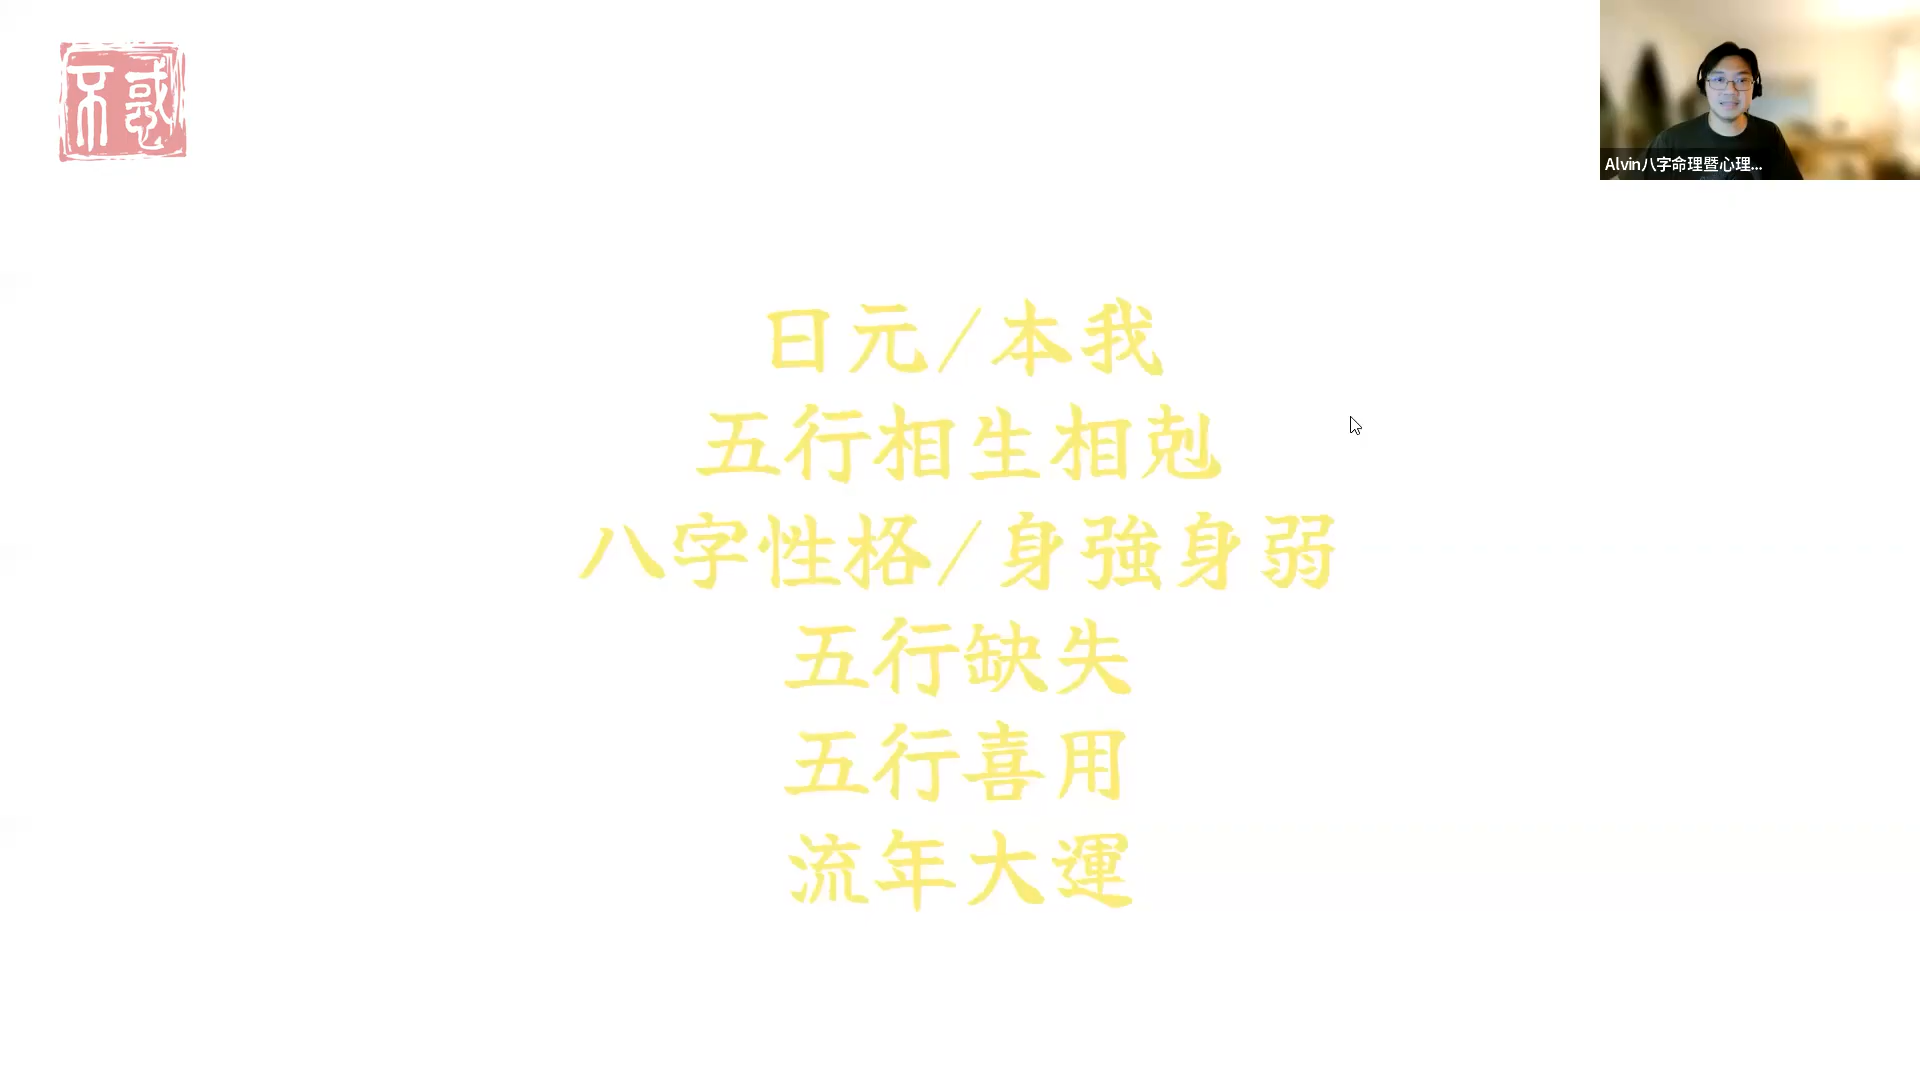 不惑
Alvin八字命理暨心理...
日元/本我
五行相生相剋
八字性格/身強身弱
五行缺失
五行喜用
流年大運